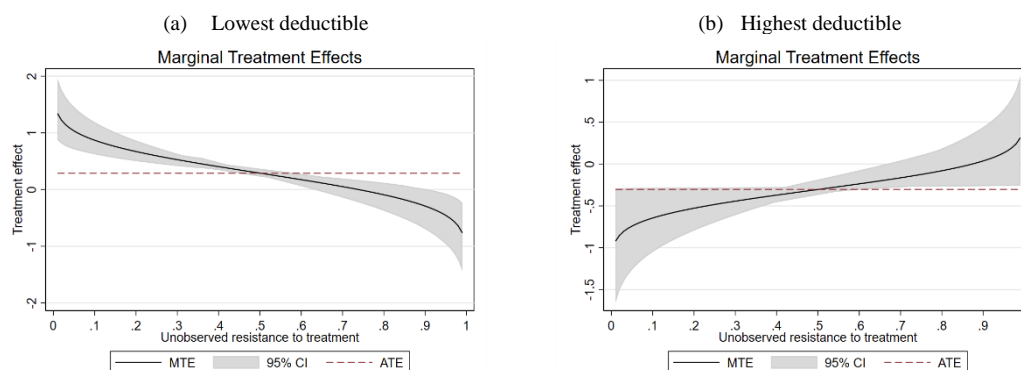 (a) Lowest deductible
Marginal Treatment Effects
Treatment effect
2
1
0
-1
-2
0 .1 .2 .3 .4 .5 .6 .7 .8 .9 1
Unobserved resistance to treatment
MTE 95% CI ATE
(b) Highest deductible
Marginal Treatment Effects
Treatment effect
1
.5
0
-.5
-1
-1.5
0 .1 .2 .3 .4 .5 .6 .7 .8 .9
Unobserved resistance to treatment
MTE 95% CI ATE